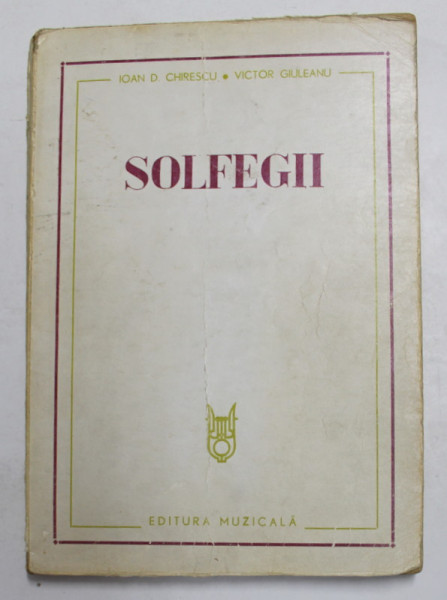 IOAN D. CHIRESCU • VICTOR GIULEANU
SOLFEGII
EDITURA MUZICALĂ